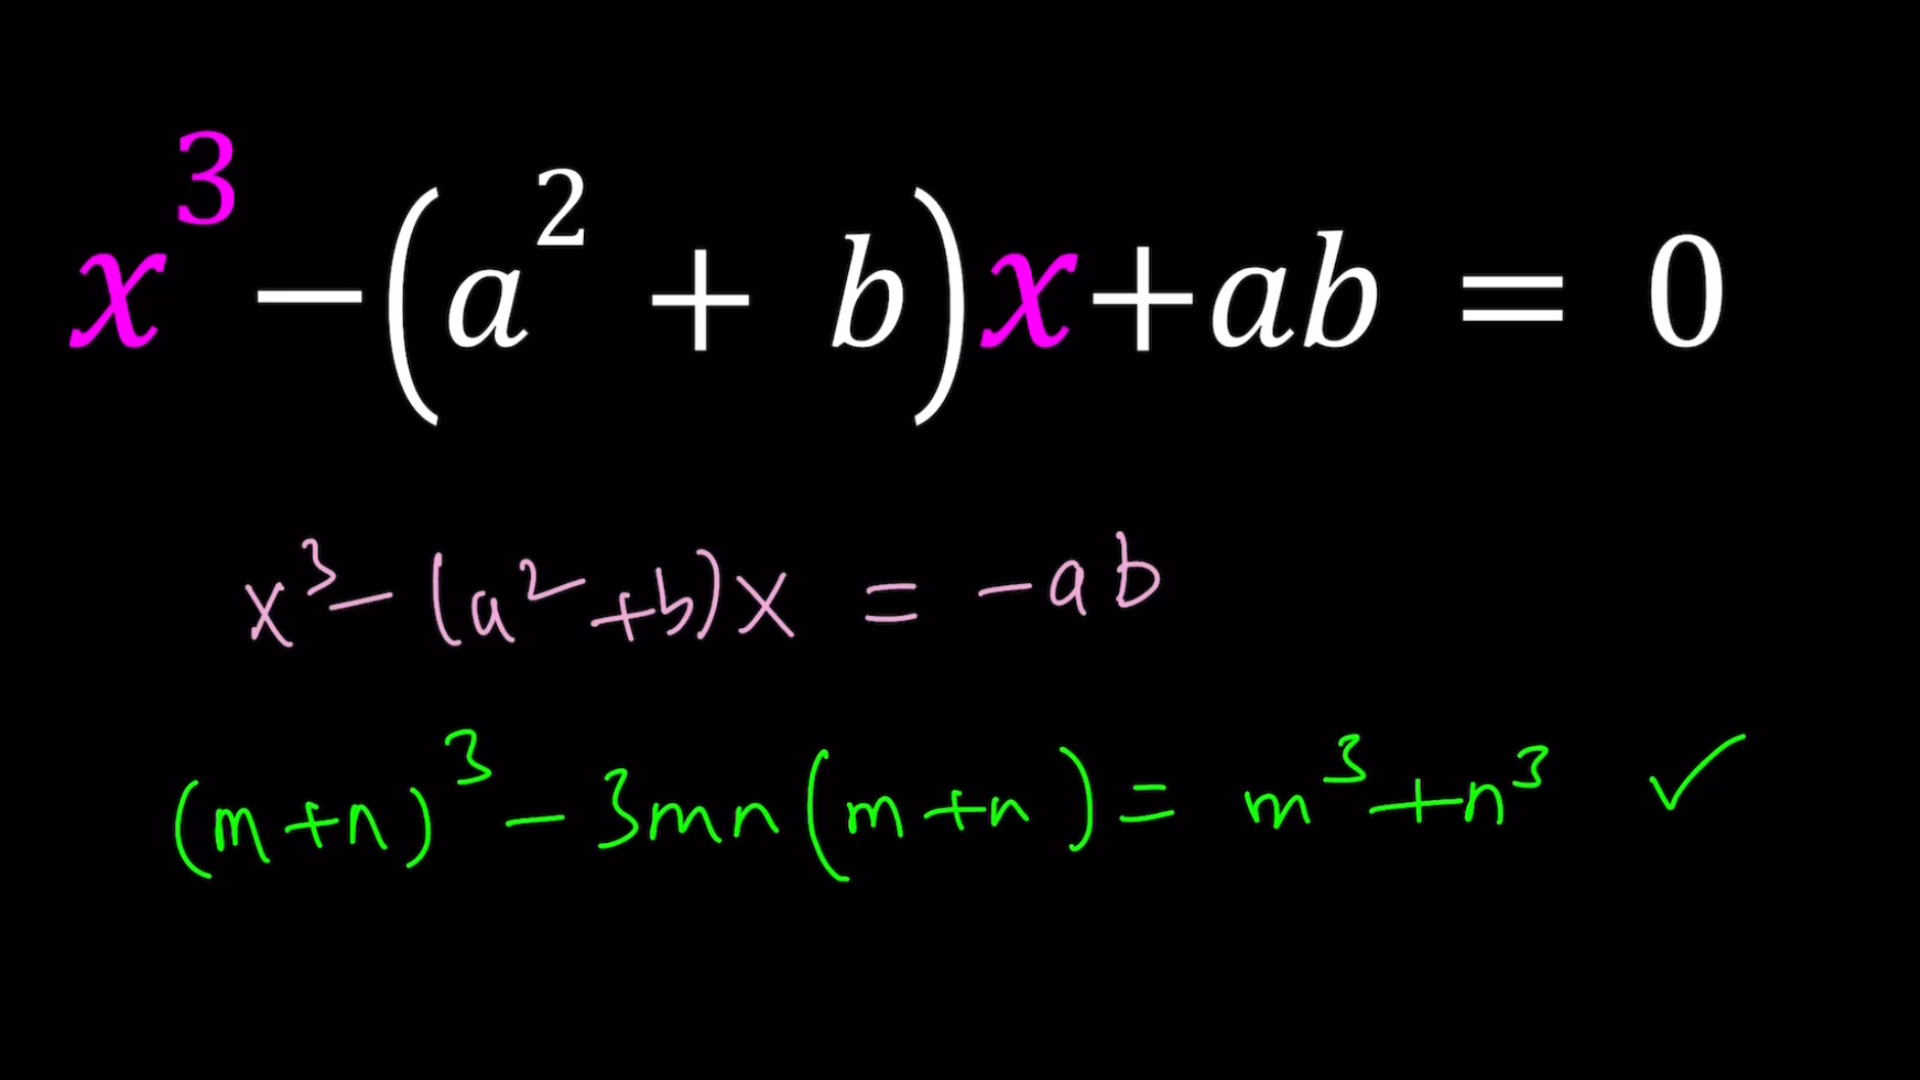 x³ −(a² + b)x+ab = 0
x³ − (a² + b)x = −ab
(m+n)³ − 3mn(m+n) = m³+n³ ✓